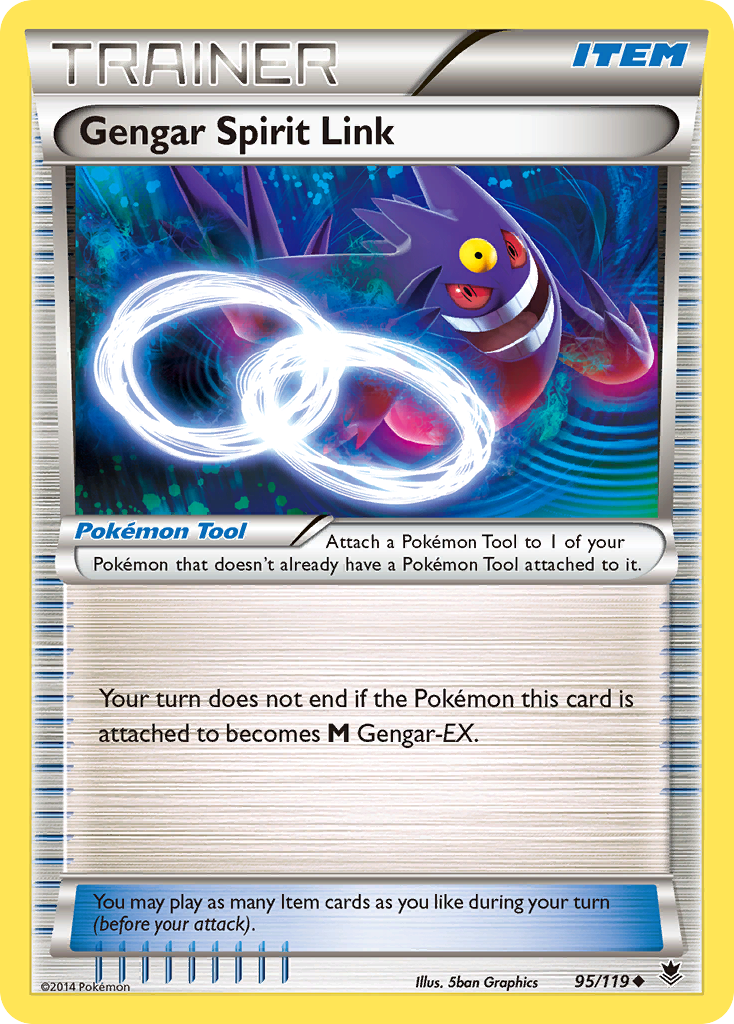 TRAINER
ITEM
Gengar Spirit Link
Pokémon Tool
Attach a Pokémon Tool to 1 of your
Pokémon that doesn't already have a Pokémon Tool attached to it.
Your turn does not end if the Pokémon this card is
attached to becomes M Gengar-EX.
You may play as many Item cards as you like during your turn
(before your attack).
©2014 Pokémon
Illus. 5ban Graphics
95/119